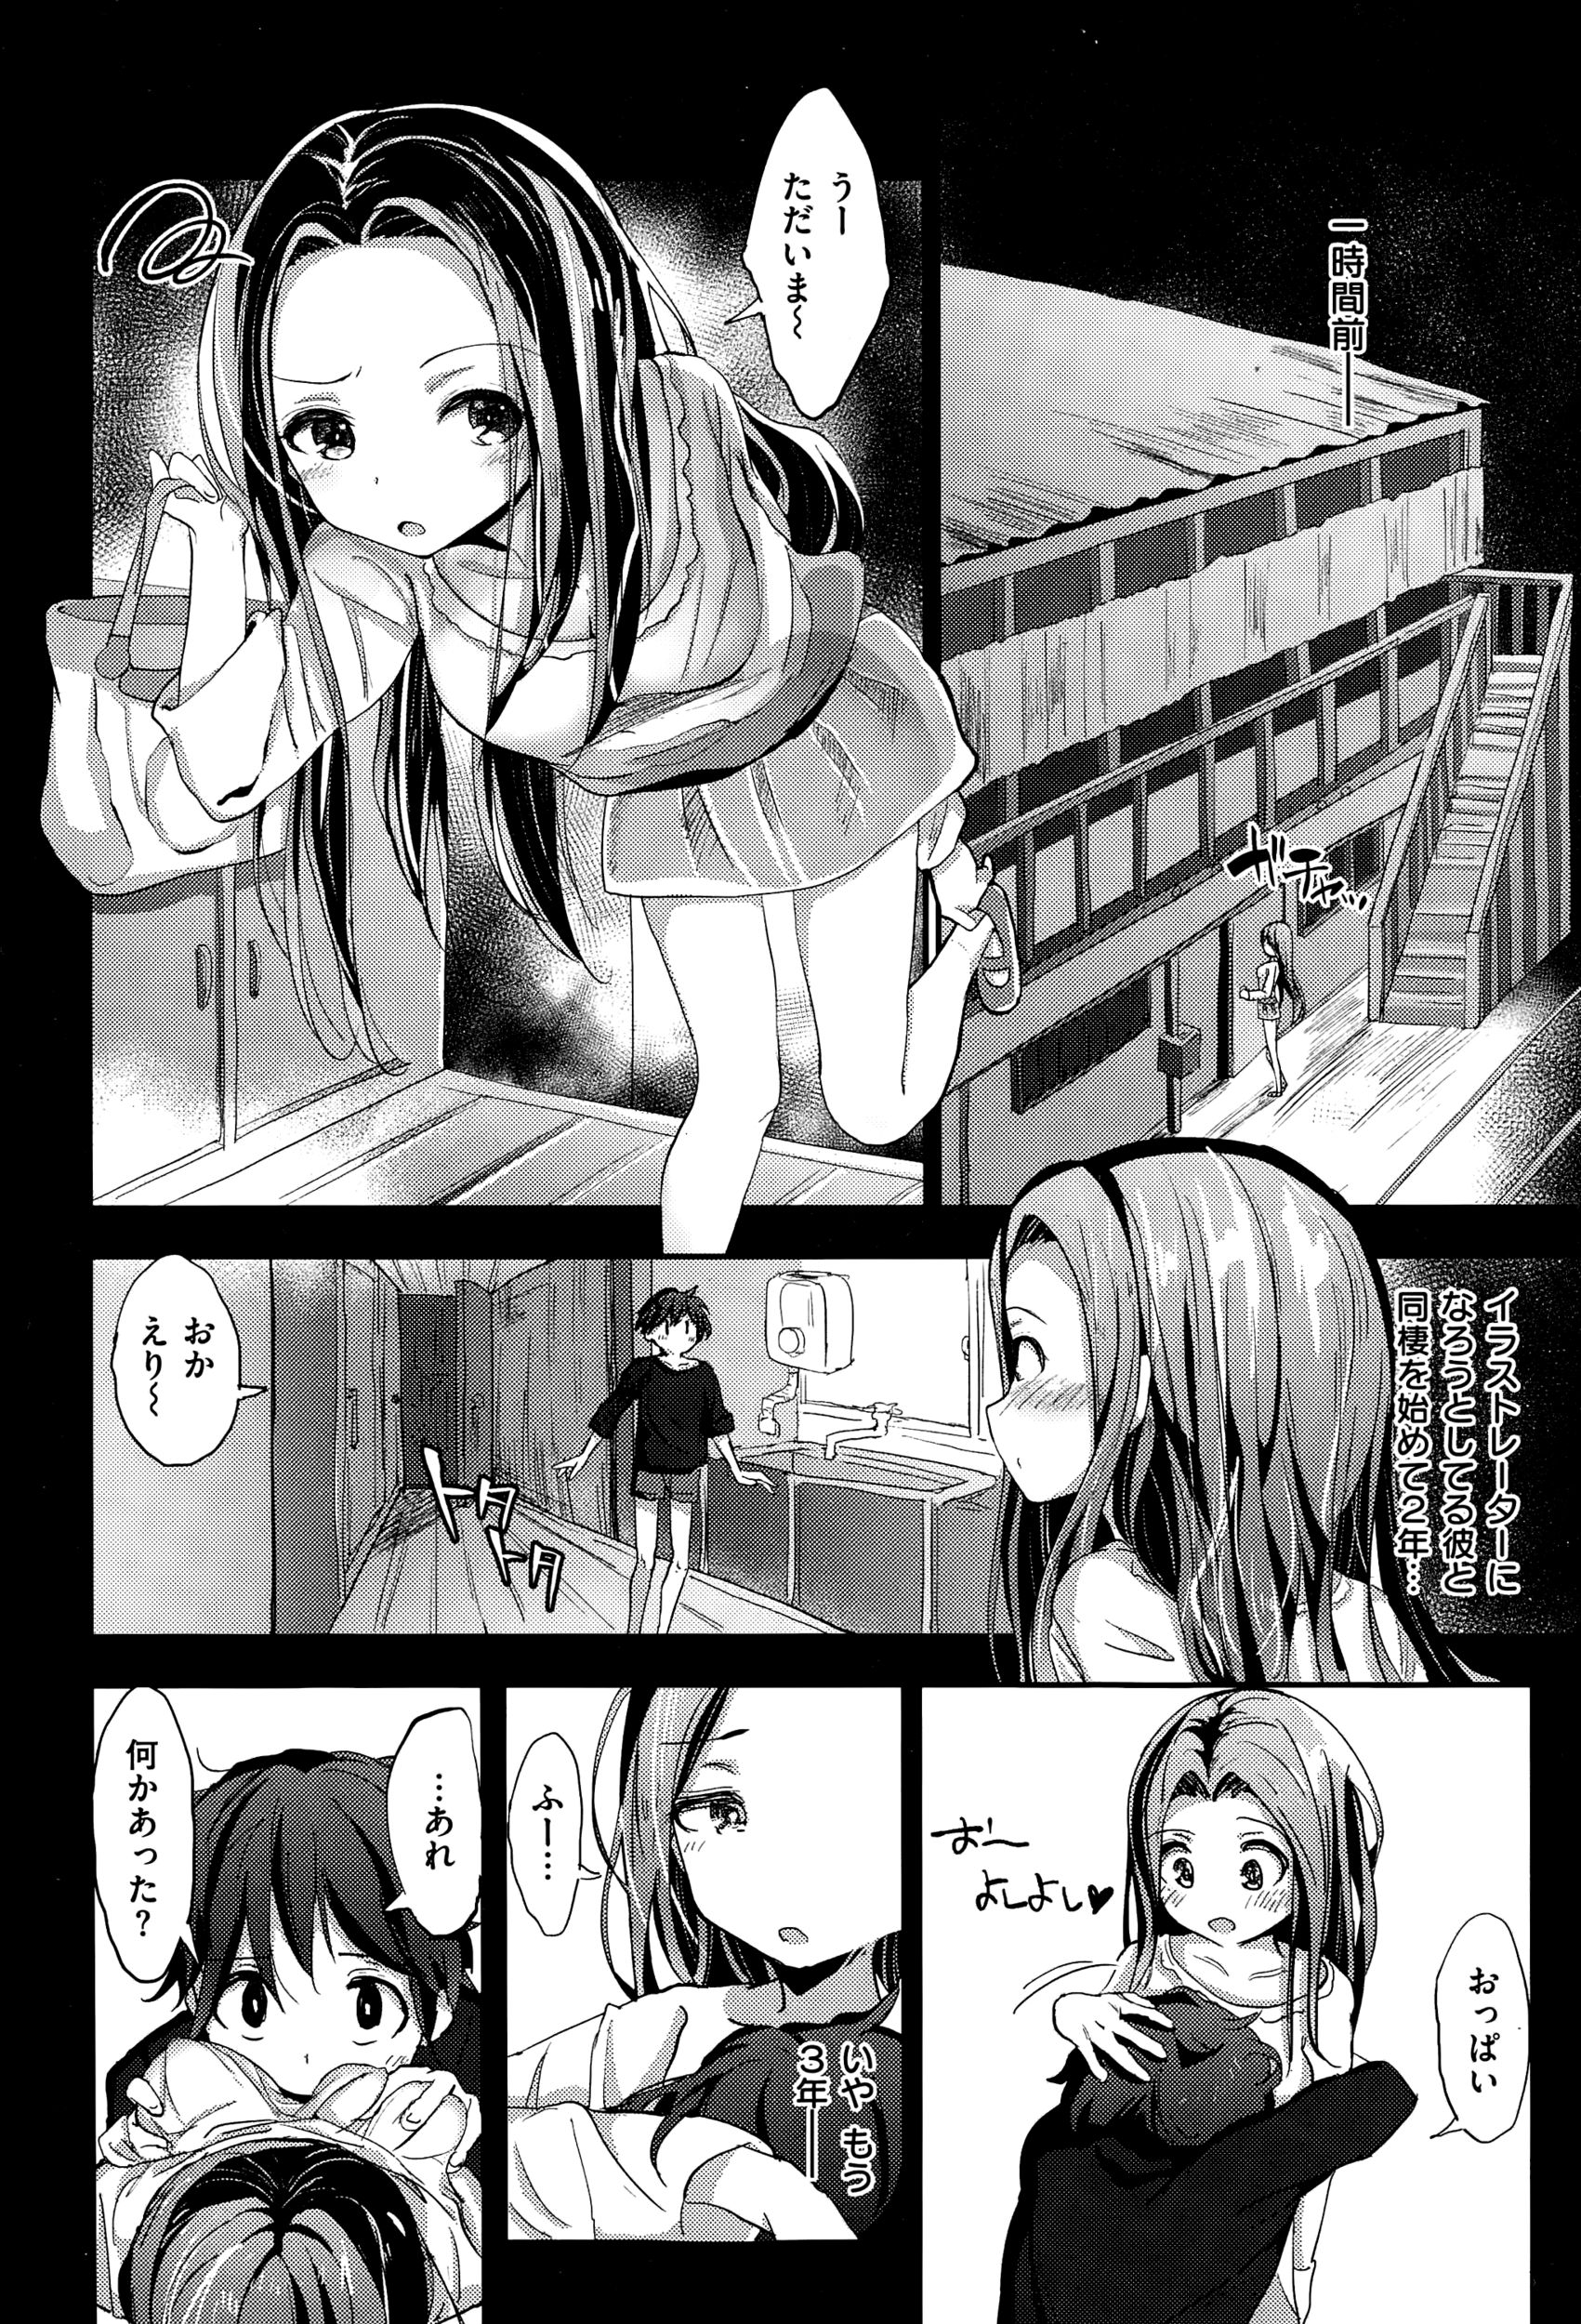 一時間前――
ガチャ…
うー
ただいま～
イラストレーターに
なろうとしてる彼と
同棲を始めて2年…
トタ
トタ
おか
えり～
おっぱい
お～
よしよし♥
いや もう
3年――
ふー…
…あれ
何かあった？